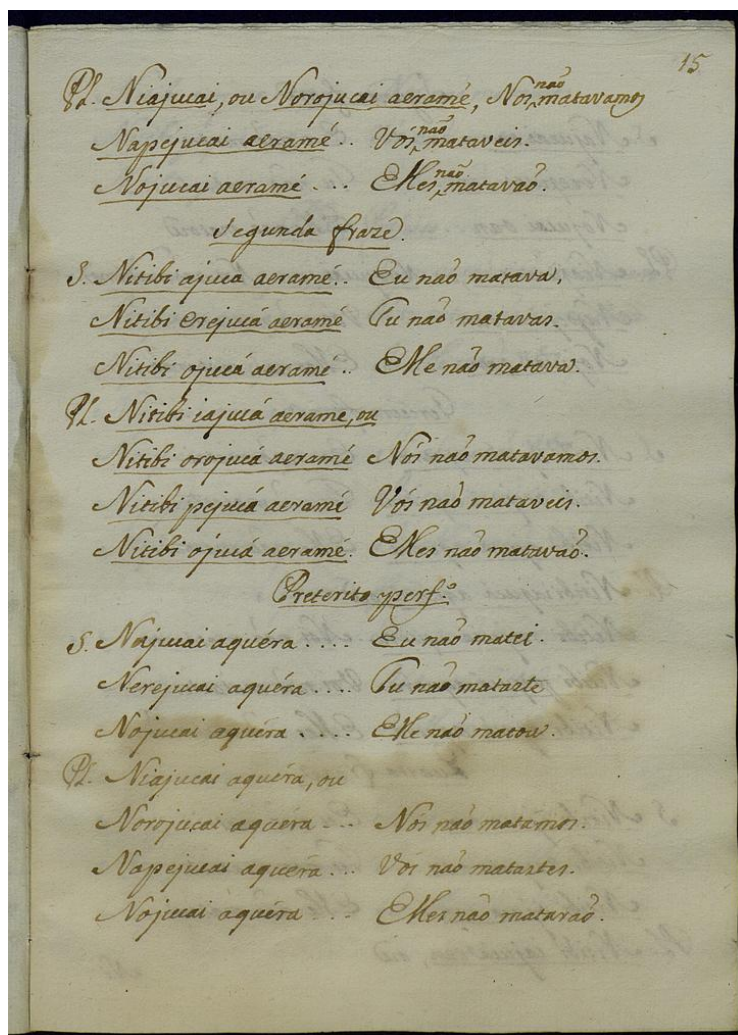 15
Pl. Niajucai, ou Norojucai aeramé, Nós não matavamos
Napejucai aeramé .. Vós não mataveis.
Nojucai aeramé .... Elles não matavaõ.
Segunda fraze.
S. Nitibi ajucá aeramé .. Eu naõ matava,
Nitibi erejucá aeramé Tu naõ matavas.
Nitibi ojucá aeramé .. Elle naõ matava.
Pl. Nitibi iajucá aerame, ou
Nitibi orojucá aeramé Nós naõ matavamos.
Nitibi pejucá aeramé Vós naõ mataveis.
Nitibi ojucá aeramé. Elles naõ matavaõ.
Preterito perf.º
S. Najucai aquéra .... Eu naõ matei.
Nerejucai aquéra .... Tu naõ mataste
Nojucai aquéra ..... Elle naõ matou.
Pl. Niajucai aquéra, ou
Norojucai aquéra ... Nós naõ matamos.
Napejucai aquéra ... Vós naõ matastes.
Nojucai aquéra ... Elles naõ mataraõ.